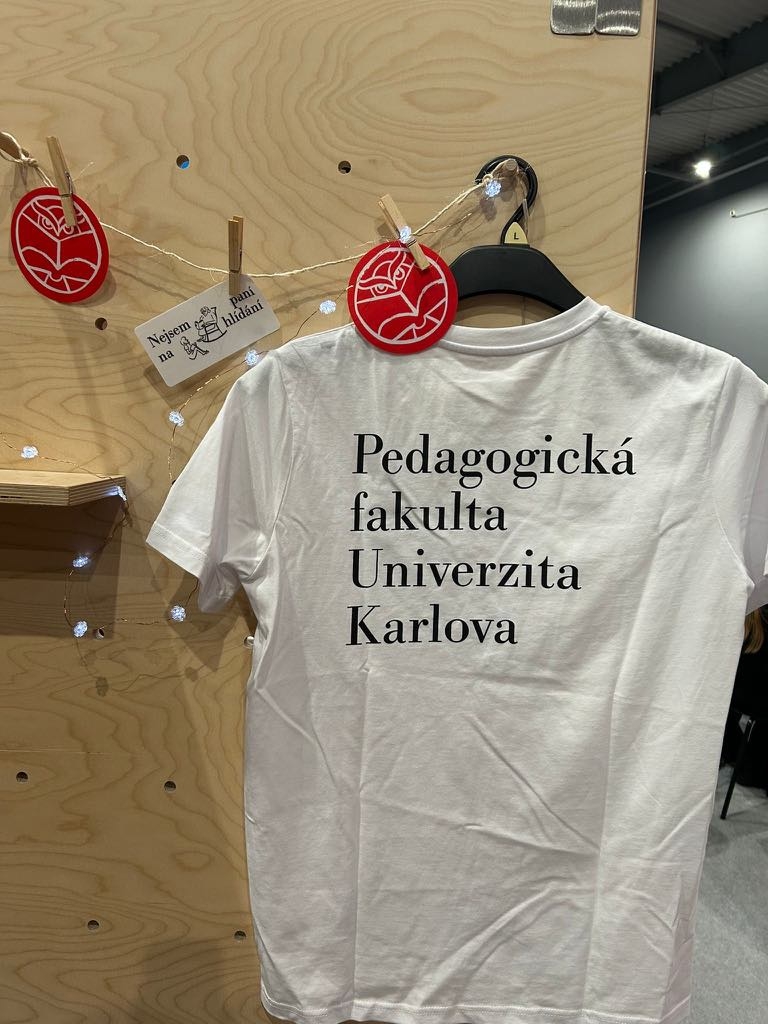 L
Nejsem paní
na hlídání
Pedagogická
fakulta
Univerzita
Karlova